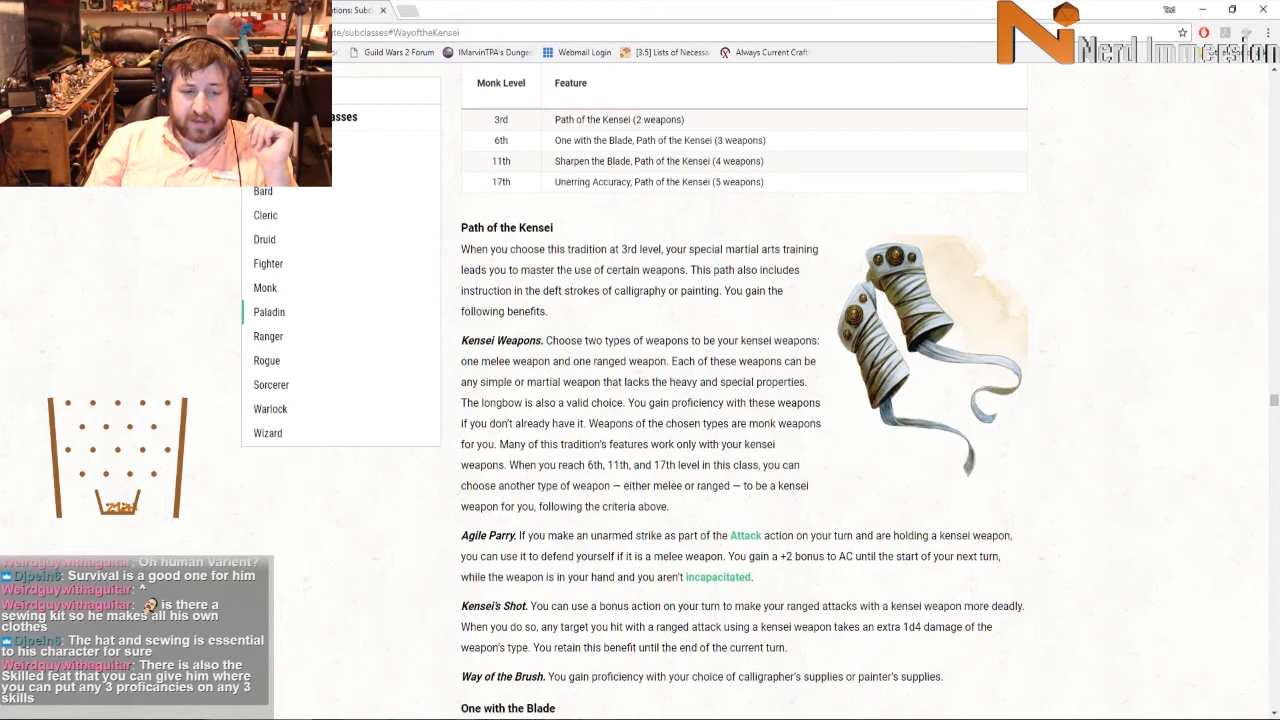 otions: Subcl
te/subclasses#WayoftheKensei
Guild Wars 2 Forum
IMarvinTPA's Dunge
Webmail Login
[3.5] Lists of Necessa
Always Current Craft
Nerd Immersion
asses
Bard
Cleric
Druid
Fighter
Monk
Paladin
Ranger
Rogue
Sorcerer
Warlock
Wizard
Monk Level Feature
3rd Path of the Kensei (2 weapons)
6th One with the Blade, Path of the Kensei (3 weapons)
11th Sharpen the Blade, Path of the Kensei (4 weapons)
17th Unerring Accuracy, Path of the Kensei (5 weapons)
Path of the Kensei
When you choose this tradition at 3rd level, your special martial arts training
leads you to master the use of certain weapons. This path also includes
instruction in the deft strokes of calligraphy or painting. You gain the
following benefits.
Kensei Weapons. Choose two types of weapons to be your kensei weapons:
one melee weapon and one ranged weapon. Each of these weapons can be
any simple or martial weapon that lacks the heavy and special properties.
The longbow is also a valid choice. You gain proficiency with these weapons
if you don't already have it. Weapons of the chosen types are monk weapons
for you. Many of this tradition's features work only with your kensei
weapons. When you reach 6th, 11th, and 17th level in this class, you can
choose another type of weapon — either melee or ranged — to be a kensei
weapon for you, following the criteria above.
Agile Parry. If you make an unarmed strike as part of the Attack action on your turn and are holding a kensei weapon,
you can use it to defend yourself if it is a melee weapon. You gain a +2 bonus to AC until the start of your next turn,
while the weapon is in your hand and you aren't incapacitated.
Kensei's Shot. You can use a bonus action on your turn to make your ranged attacks with a kensei weapon more deadly.
When you do so, any target you hit with a ranged attack using a kensei weapon takes an extra 1d4 damage of the
weapon's type. You retain this benefit until the end of the current turn.
Way of the Brush. You gain proficiency with your choice of calligrapher's supplies or painter's supplies.
One with the Blade
Weirdguywithaguitar: Oh human Varient?
Djpein6: Survival is a good one for him
Weirdguywithaguitar: ^
Weirdguywithaguitar: is there a
sewing kit so he makes all his own
clothes
Djpein6: The hat and sewing is essential
to his character for sure
Weirdguywithaguitar: There is also the
Skilled feat that you can give him where
you can put any 3 proficancies on any 3
skills